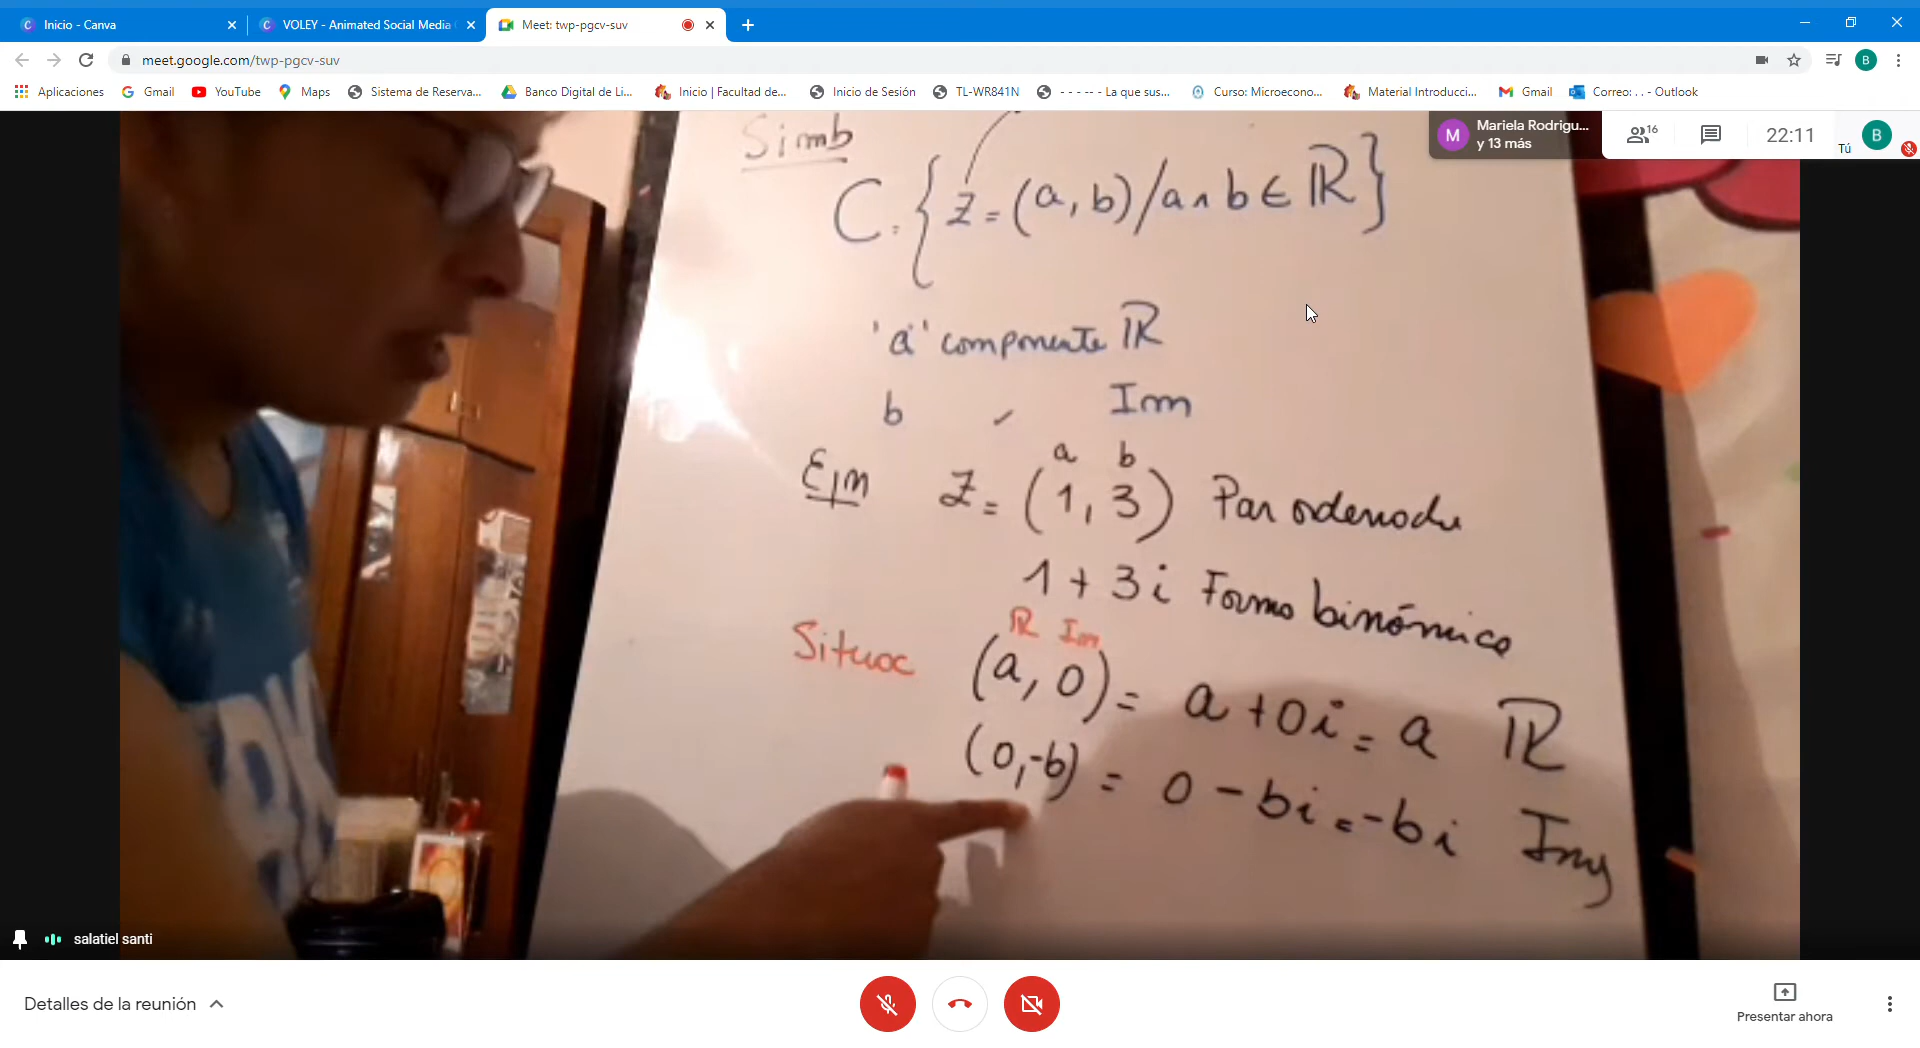 Inicio - Canva
VOLEY - Animated Social Media
Meet: twp-pgcv-suv
meet.google.com/twp-pgcv-suv
B
Aplicaciones
Gmail
YouTube
Maps
Sistema de Reserva...
Banco Digital de Li...
Inicio | Facultad de...
Inicio de Sesión
TL-WR841N
- - - -- - La que sus...
Curso: Microecono...
Material Introducci...
Gmail
Correo: . . - Outlook
M
Mariela Rodrigu...
y 13 más
16
22:11
Tú
B
Simb
C = { z = (a, b) / a ∧ b ∈ ℝ }
'a' componente ℝ
b ✓ Im
a b
Ejm z = (1, 3) Par ordenado
1 + 3i Forma binómica
ℝ Im
Situac (a, 0) = a + 0i = a ℝ
(0, -b) = 0 - bi = -bi Img
salatiel santi
Detalles de la reunión
Presentar ahora